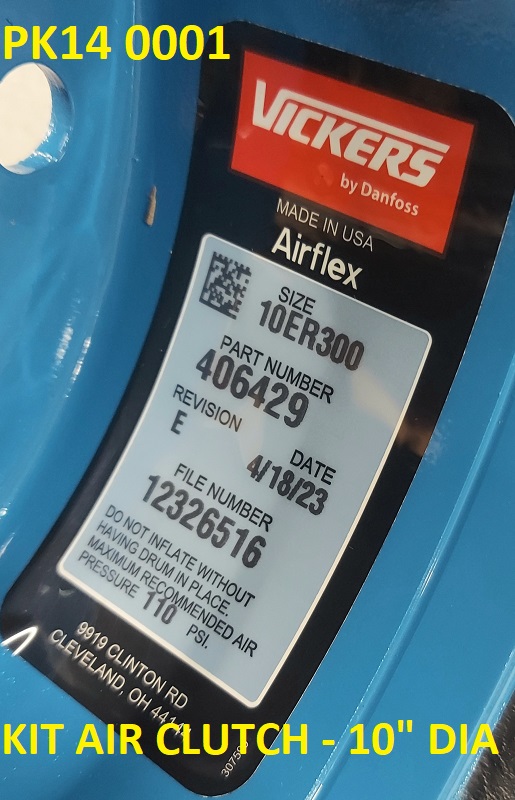 PK14 0001
VICKERS
by Danfoss
MADE IN USA
Airflex
SIZE
10ER300
PART NUMBER
406429
REVISION
E
DATE
4/18/23
FILE NUMBER
12326516
DO NOT INFLATE WITHOUT
HAVING DRUM IN PLACE.
MAXIMUM RECOMMENDED AIR
PRESSURE 110 PSI.
9919 CLINTON RD
CLEVELAND, OH
KIT AIR CLUTCH - 10" DIA